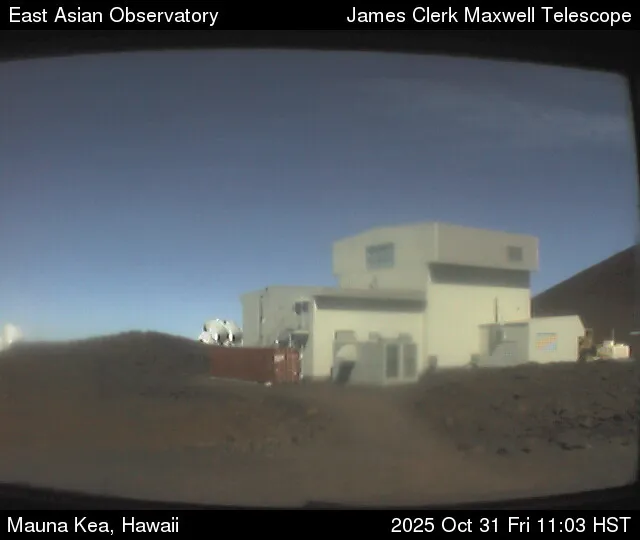 East Asian Observatory
James Clerk Maxwell Telescope
Mauna Kea, Hawaii
2025 Oct 31 Fri 11:03 HST